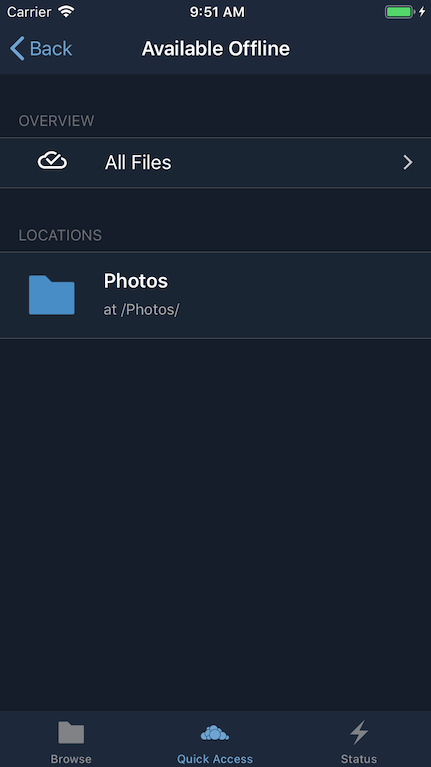 Carrier 9:51 AM
Back Available Offline
OVERVIEW
All Files
LOCATIONS
Photos
at /Photos/
Browse Quick Access Status